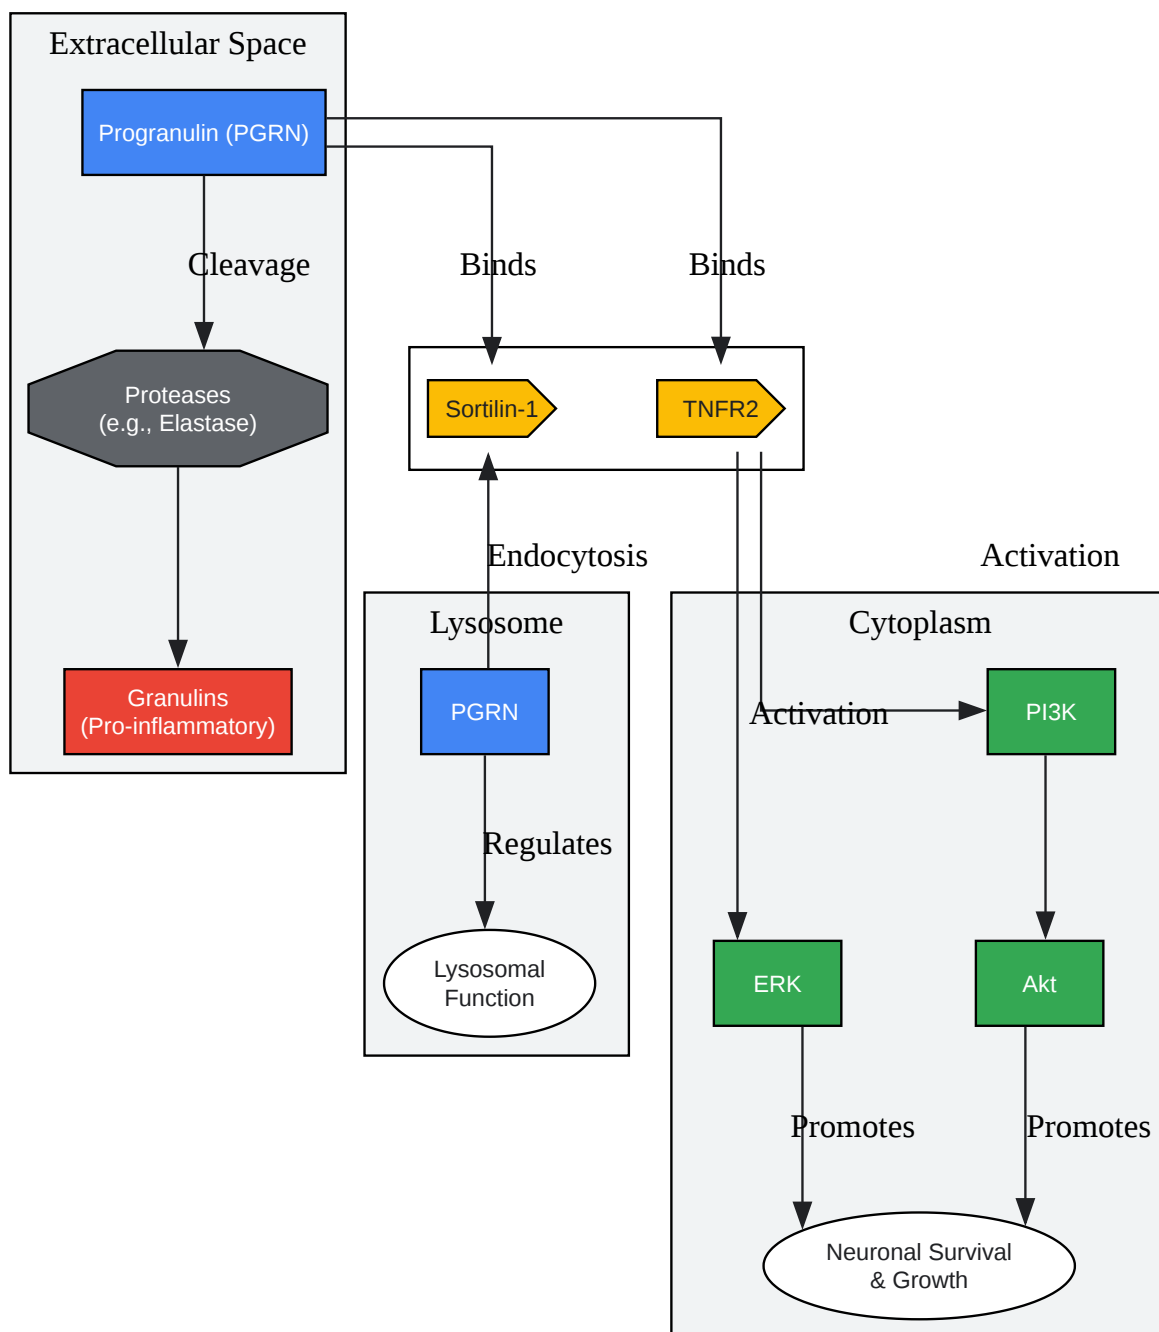 Extracellular Space
Progranulin (PGRN)
Cleavage
Binds
Binds
Proteases
(e.g., Elastase)
Sortilin-1
TNFR2
Endocytosis
Activation
Lysosome
Cytoplasm
Granulins
(Pro-inflammatory)
PGRN
Activation
PI3K
Regulates
Lysosomal
Function
ERK
Akt
Promotes
Promotes
Neuronal Survival
& Growth